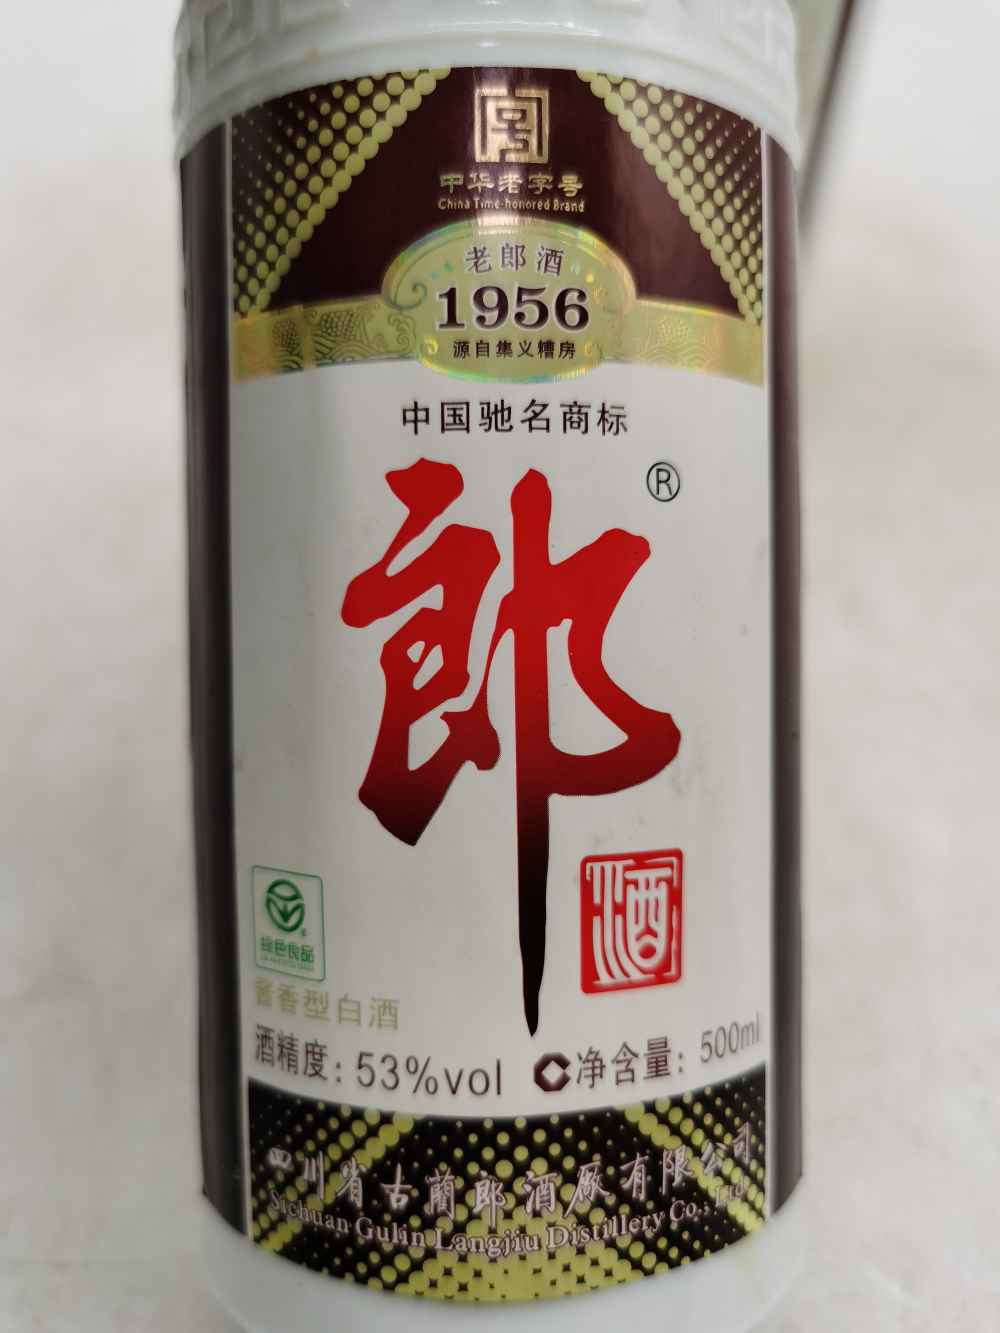 中华老字号
China Time-honored Brand
老郎酒
1956
源自集义糟房
中国驰名商标
郎®
酒
绿色食品
酱香型白酒
酒精度：53%vol 净含量：500ml
四川省古蔺郎酒厂有限公司
Sichuan Gulin Langjiu Distillery Co., Ltd.